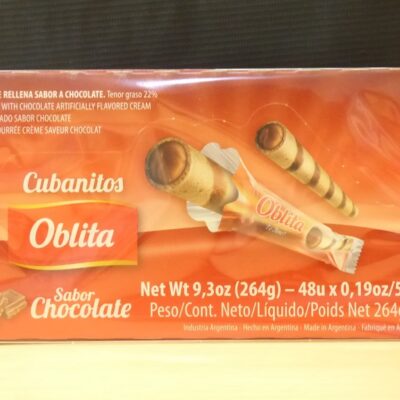 E RELLENA SABOR A CHOCOLATE. Tenor graso 22%
WITH CHOCOLATE ARTIFICIALLY FLAVORED CREAM
ADO SABOR CHOCOLATE
OURRÉE CRÈME SAVEUR CHOCOLAT
Cubanitos
Oblita
Oblita
Sabor
Chocolate
Net Wt 9,3oz (264g) – 48u x 0,19oz/5
Peso/Cont. Neto/Líquido/Poids Net 264
Industria Argentina - Hecho en Argentina - Made in Argentina - Fabriqué en A